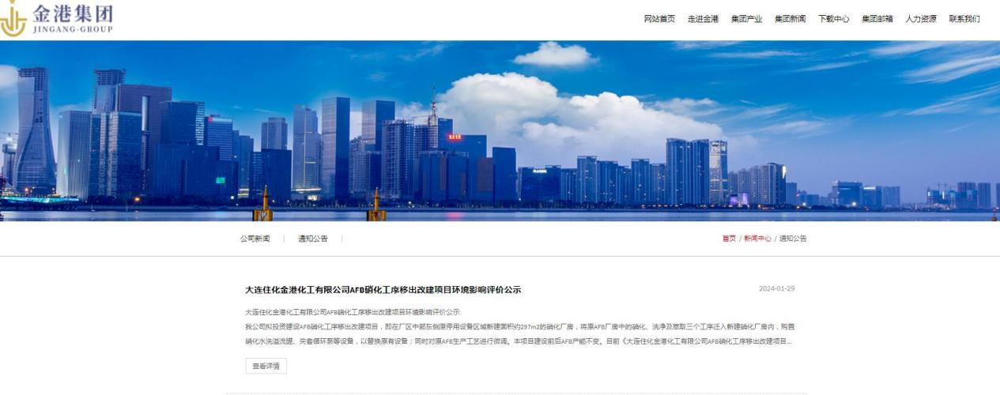 金港集团
JINGANG-GROUP
网站首页 走进金港 集团产业 集团新闻 下载中心 集团邮箱 人力资源 联系我们
公司新闻 | 通知公告 |
首页 / 新闻中心 / 通知公告
大连住化金港化工有限公司AFB硝化工序移出改建项目环境影响评价公示
2024-01-29
大连住化金港化工有限公司AFB硝化工序移出改建项目环境影响评价公示
我公司拟投资建设AFB硝化工序移出改建项目，即在厂区中部东侧原停用设备区域新建面积约297m2的硝化厂房，将原AFB厂房中的硝化、洗净及萃取三个工序迁入新建硝化厂房内，购置
硝化水洗溢流罐、夹套循环泵等设备，以替换原有设备；同时对原AFB生产工艺进行微调。本项目建设前后AFB产能不变。目前《大连住化金港化工有限公司AFB硝化工序移出改建项目...
查看详情